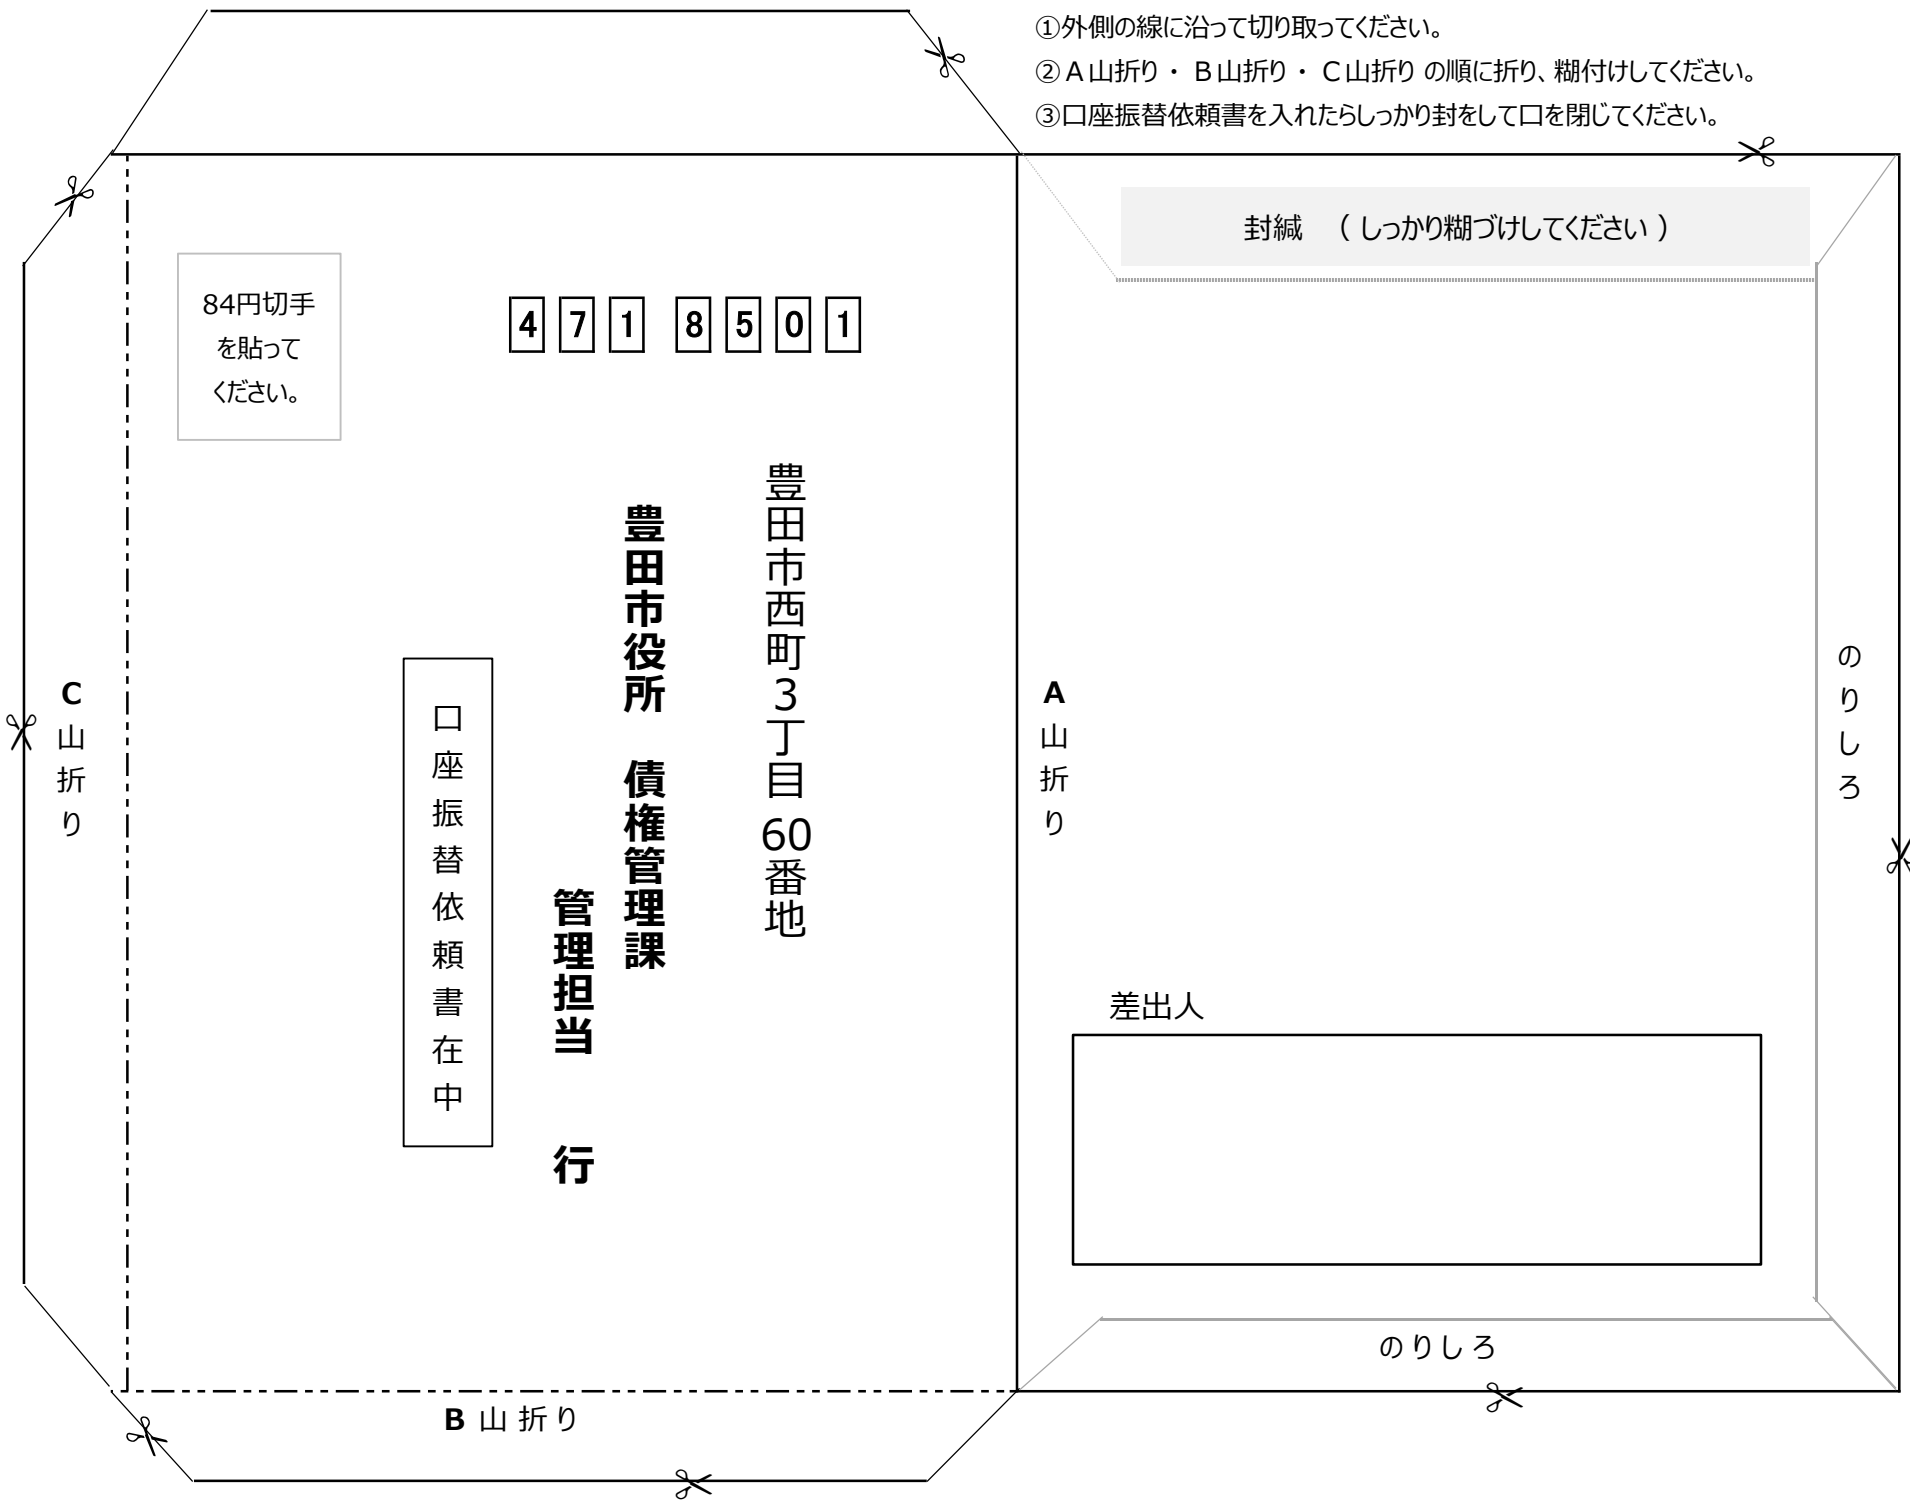 ①外側の線に沿って切り取ってください。
②A山折り・B山折り・C山折り の順に折り、糊付けしてください。
③口座振替依頼書を入れたらしっかり封をして口を閉じてください。
封緘 （しっかり糊づけしてください）
84円切手
を貼って
ください。
471 8501
豊田市西町3丁目60番地
豊田市役所 債権管理課
管理担当 行
口座振替依頼書在中
C山折り
A山折り
のりしろ
差出人
のりしろ
B山折り